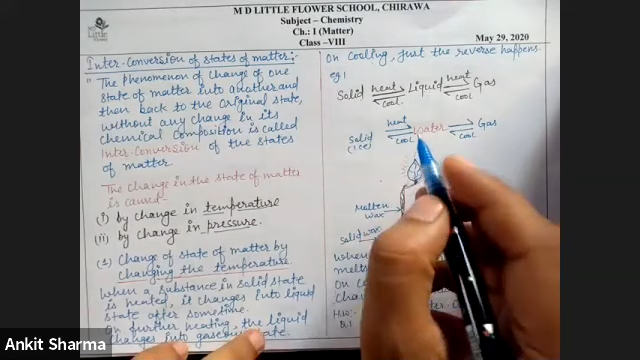 M D LITTLE FLOWER SCHOOL, CHIRAWA
Subject – Chemistry
Ch.: I (Matter)
Class –VIII
May 29, 2020
Inter-Conversion of states of matter:-
" The Phenomenon of Change of one
state of matter into another and
then back to the original state,
without any change in its
chemical composition is called
Inter-Conversion of the states
of matter.
The change in the state of matter
is caused:-
(i) by change in temperature
(ii) by change in pressure.
(1) Change of state of matter by
changing the temperature.
When a substance in solid state
is heated, it changes into liquid
state after sometime.
On further heating, the liquid
changes into gaseous state.
On cooling, just the reverse happens.
eg:
Solid heat cool Liquid heat cool Gas
Solid (ice) heat cool water cool Gas
Molten
wax
Solid wax
When
melts
On co
Chan
H2O:
Ankit Sharma